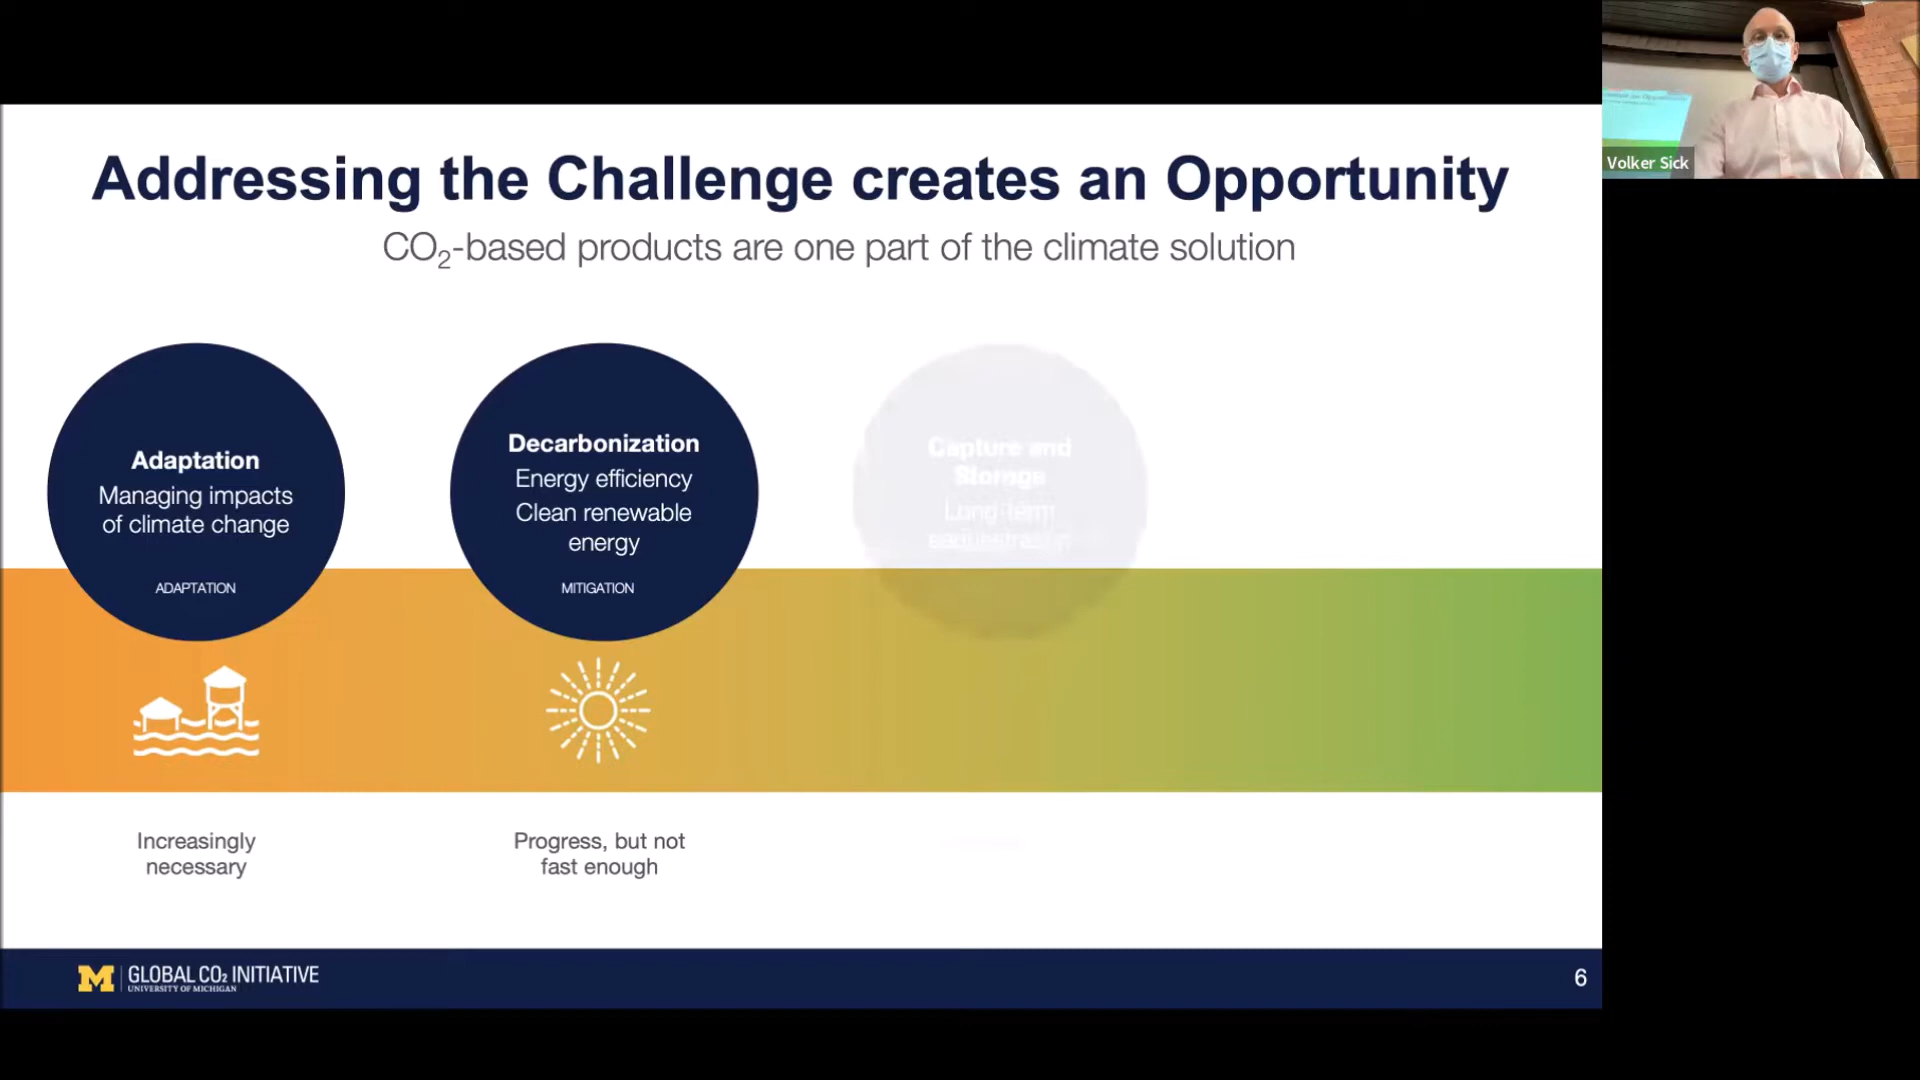 Addressing the Challenge creates an Opportunity
CO₂-based products are one part of the climate solution
Adaptation
Managing impacts
of climate change
ADAPTATION
Decarbonization
Energy efficiency
Clean renewable
energy
MITIGATION
Capture and
Storage
Long-term
sequestration
Increasingly
necessary
Progress, but not
fast enough
M GLOBAL CO₂ INITIATIVE
UNIVERSITY OF MICHIGAN
6
Volker Sick